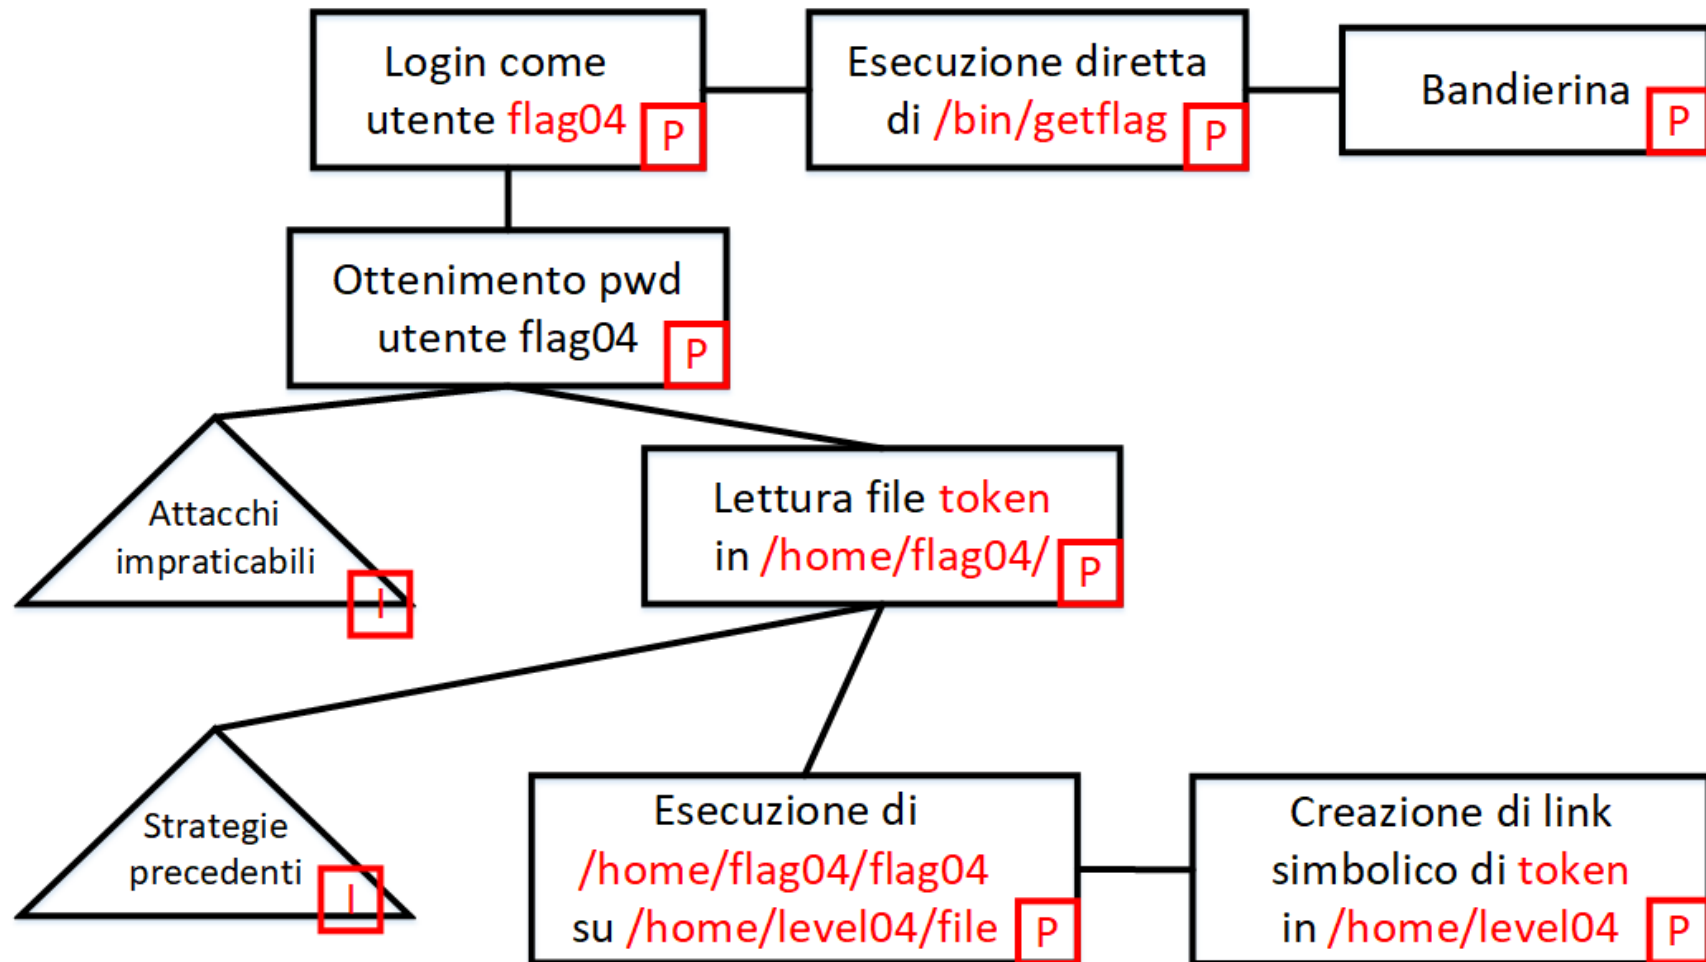 Login come
utente flag04
P
Esecuzione diretta
di /bin/getflag
P
Bandierina
P
Ottenimento pwd
utente flag04
P
Attacchi
impraticabili
I
Lettura file token
in /home/flag04/
P
Strategie
precedenti
I
Esecuzione di
/home/flag04/flag04
su /home/level04/file
P
Creazione di link
simbolico di token
in /home/level04
P